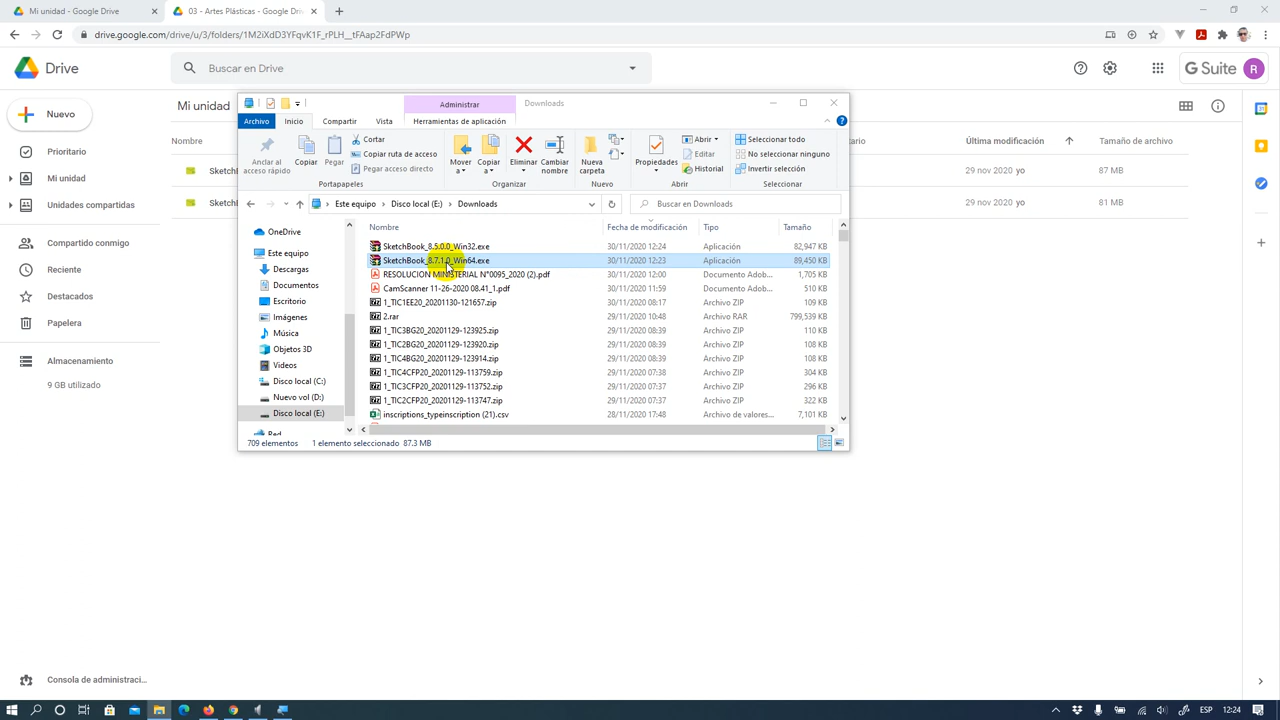 Mi unidad - Google Drive
03 - Artes Plásticas - Google Driv
drive.google.com/drive/u/3/folders/1M2iXdD3YFqvK1F_rPLH__tFAap2FdPWp
Drive
Buscar en Drive
G Suite
R
Nuevo
Mi unidad
Prioritario
Mi unidad
Unidades compartidas
Compartido conmigo
Reciente
Destacados
Papelera
Almacenamiento
9 GB utilizado
Consola de administraci...
Nombre
Última modificación
Tamaño de archivo
29 nov 2020 yo
87 MB
29 nov 2020 yo
81 MB
Administrar
Downloads
Archivo
Inicio
Compartir
Vista
Herramientas de aplicación
Anclar al acceso rápido
Copiar
Pegar
Cortar
Copiar ruta de acceso
Pegar acceso directo
Portapapeles
Mover a
Copiar a
Eliminar
Cambiar nombre
Organizar
Nueva carpeta
Nuevo
Propiedades
Abrir
Editar
Historial
Abrir
Seleccionar todo
No seleccionar ninguno
Invertir selección
Seleccionar
Este equipo
Disco local (E:)
Downloads
Buscar en Downloads
OneDrive
Este equipo
Descargas
Documentos
Escritorio
Imágenes
Música
Objetos 3D
Videos
Disco local (C:)
Nuevo vol (D:)
Disco local (E:)
Red
Nombre Fecha de modificación Tipo Tamaño
SketchBook_8.5.0.0_Win32.exe 30/11/2020 12:24 Aplicación 82,947 KB
SketchBook_8.7.1.0_Win64.exe 30/11/2020 12:23 Aplicación 89,450 KB
RESOLUCION MINISTERIAL N°0095_2020 (2).pdf 30/11/2020 12:00 Documento Adob... 1,705 KB
CamScanner 11-26-2020 08.41_1.pdf 30/11/2020 11:59 Documento Adob... 510 KB
1_TIC1EE20_20201130-121657.zip 30/11/2020 08:17 Archivo ZIP 109 KB
2.rar 29/11/2020 10:48 Archivo RAR 799,539 KB
1_TIC3BG20_20201129-123925.zip 29/11/2020 08:39 Archivo ZIP 110 KB
1_TIC2BG20_20201129-123920.zip 29/11/2020 08:39 Archivo ZIP 108 KB
1_TIC4BG20_20201129-123914.zip 29/11/2020 08:39 Archivo ZIP 108 KB
1_TIC4CFP20_20201129-113759.zip 29/11/2020 07:37 Archivo ZIP 304 KB
1_TIC3CFP20_20201129-113752.zip 29/11/2020 07:37 Archivo ZIP 296 KB
1_TIC2CFP20_20201129-113747.zip 29/11/2020 07:37 Archivo ZIP 322 KB
inscriptions_typeinscription (21).csv 28/11/2020 17:48 Archivo de valores... 7,101 KB
709 elementos 1 elemento seleccionado 87.3 MB
ESP
12:24